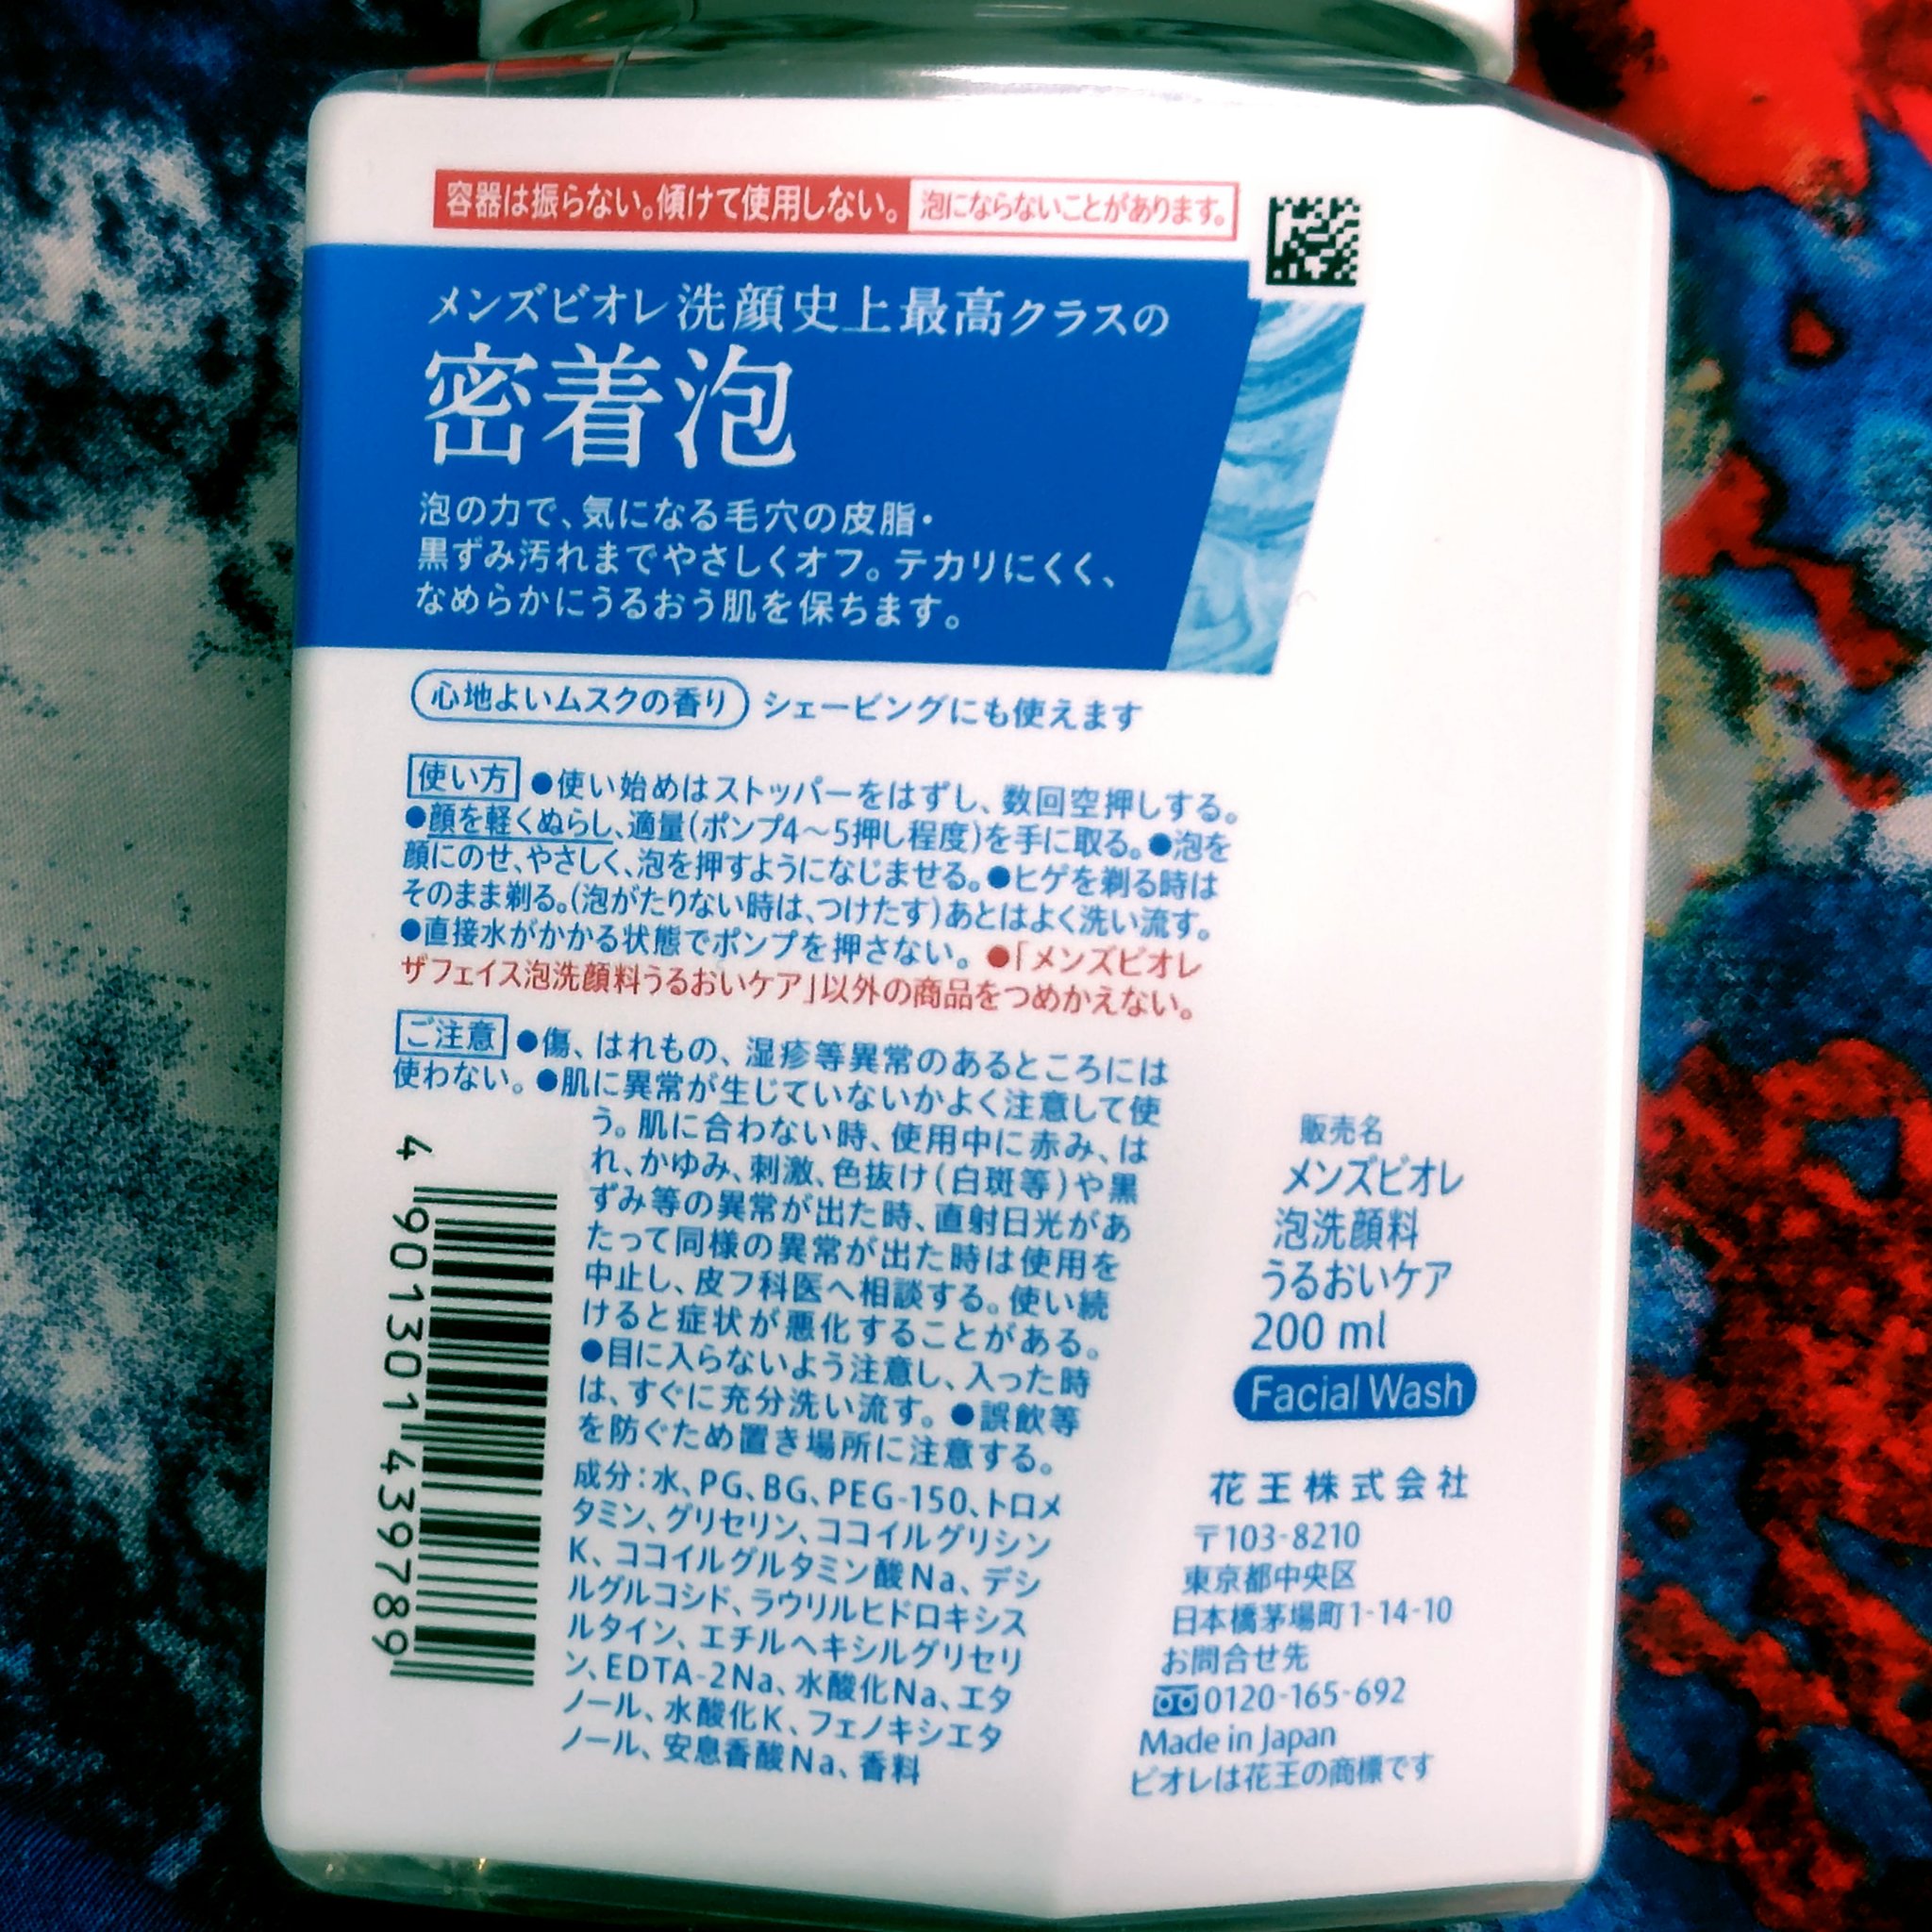 容器は振らない。傾けて使用しない。 泡にならないことがあります。
メンズビオレ洗顔史上最高クラスの
密着泡
泡の力で、気になる毛穴の皮脂・
黒ずみ汚れまでやさしくオフ。テカリにくく、
なめらかにうるおう肌を保ちます。
心地よいムスクの香り シェービングにも使えます
使い方 ●使い始めはストッパーをはずし、数回空押しする。
●顔を軽くぬらし、適量(ポンプ4～5押し程度)を手に取る。●泡を
顔にのせ、やさしく、泡を押すようになじませる。●ヒゲを剃る時は
そのまま剃る。(泡がたりない時は、つけたす)あとはよく洗い流す。
●直接水がかかる状態でポンプを押さない。●「メンズビオレ
ザフェイス泡洗顔料うるおいケア」以外の商品をつめかえない。
ご注意 ●傷、はれもの、湿疹等異常のあるところには
使わない。●肌に異常が生じていないかよく注意して使
う。肌に合わない時、使用中に赤み、は
れ、かゆみ、刺激、色抜け(白斑等)や黒
ずみ等の異常が出た時、直射日光があ
たって同様の異常が出た時は使用を
中止し、皮フ科医へ相談する。使い続
けると症状が悪化することがある。
●目に入らないよう注意し、入った時
は、すぐに充分洗い流す。●誤飲等
を防ぐため置き場所に注意する。
成分：水、PG、BG、PEG-150、トロメ
タミン、グリセリン、ココイルグリシン
K、ココイルグルタミン酸Na、デシ
ルグルコシド、ラウリルヒドロキシス
ルタイン、エチルヘキシルグリセリ
ン、EDTA-2Na、水酸化Na、エタ
ノール、水酸化K、フェノキシエタ
ノール、安息香酸Na、香料
4 901301 439789
販売名
メンズビオレ
泡洗顔料
うるおいケア
200 ml
Facial Wash
花王株式会社
〒103-8210
東京都中央区
日本橋茅場町1-14-10
お問合せ先
0120-165-692
Made in Japan
ビオレは花王の商標です